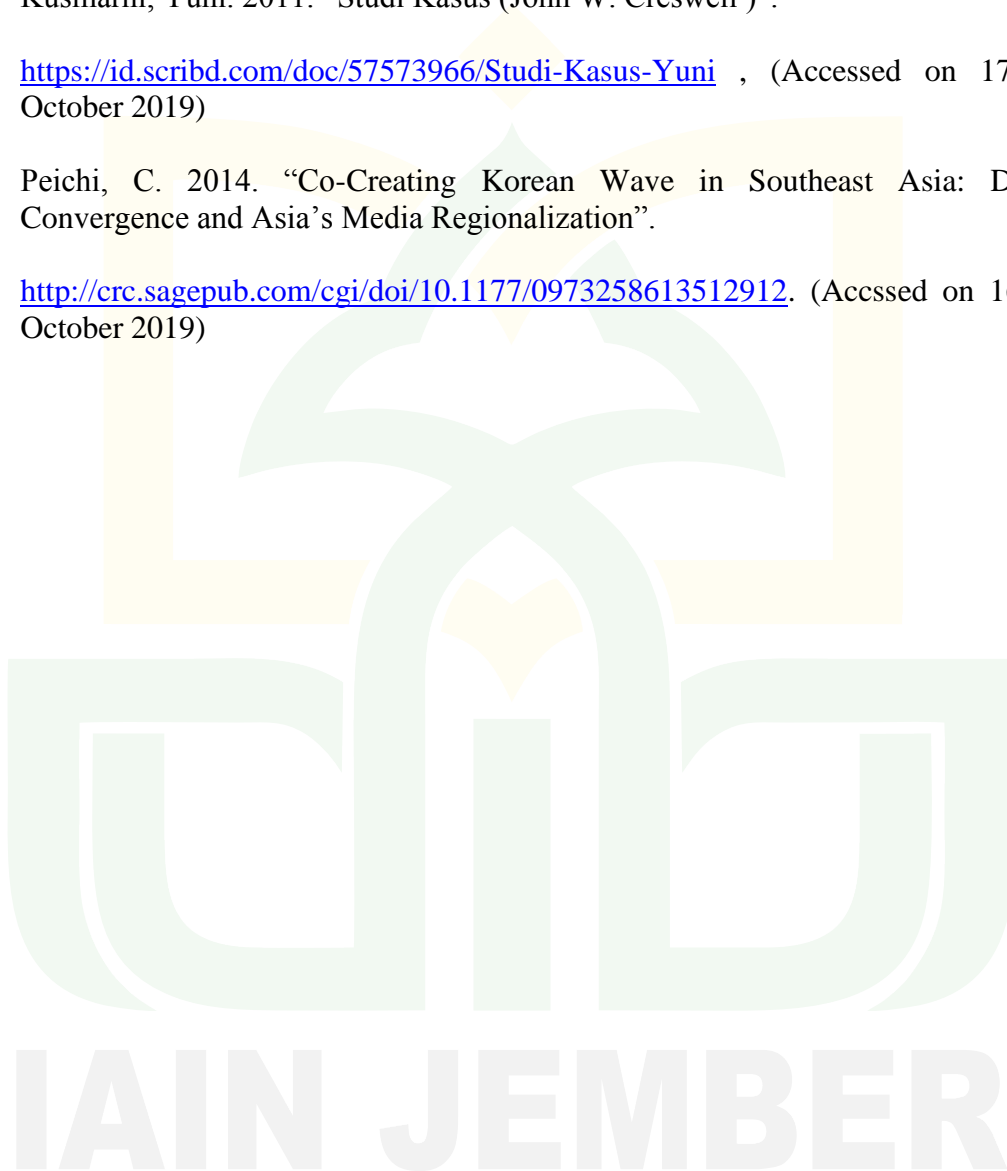 Yuni. 2011. "Studi Kasus (John W. Creswell )".
https://id.scribd.com/doc/57573966/Studi-Kasus-Yuni , (Accessed on 17
October 2019)
Peichi, C. 2014. “Co-Creating Korean Wave in Southeast Asia: D
Convergence and Asia’s Media Regionalization”.
http://crc.sagepub.com/cgi/doi/10.1177/0973258613512912. (Accssed on 1
October 2019)
IAIN JEMBER